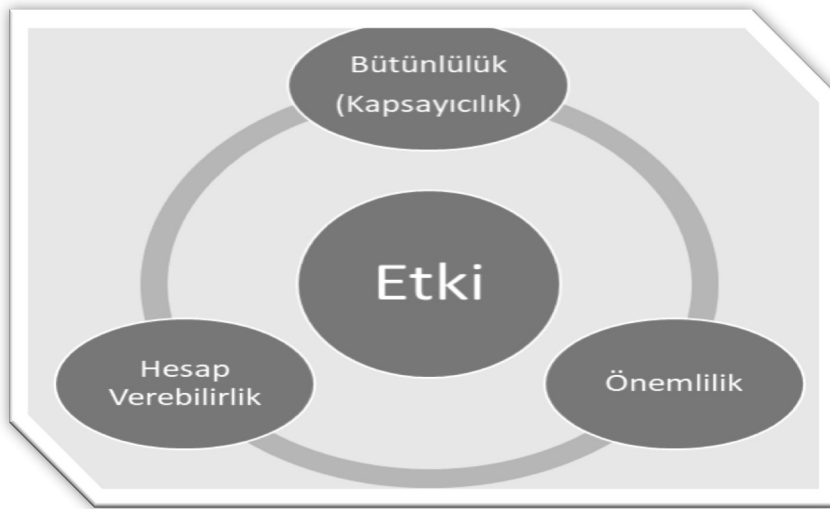 Bütünlülük
(Kapsayıcılık)
Etki
Hesap
Verebilirlik
Önemlilik